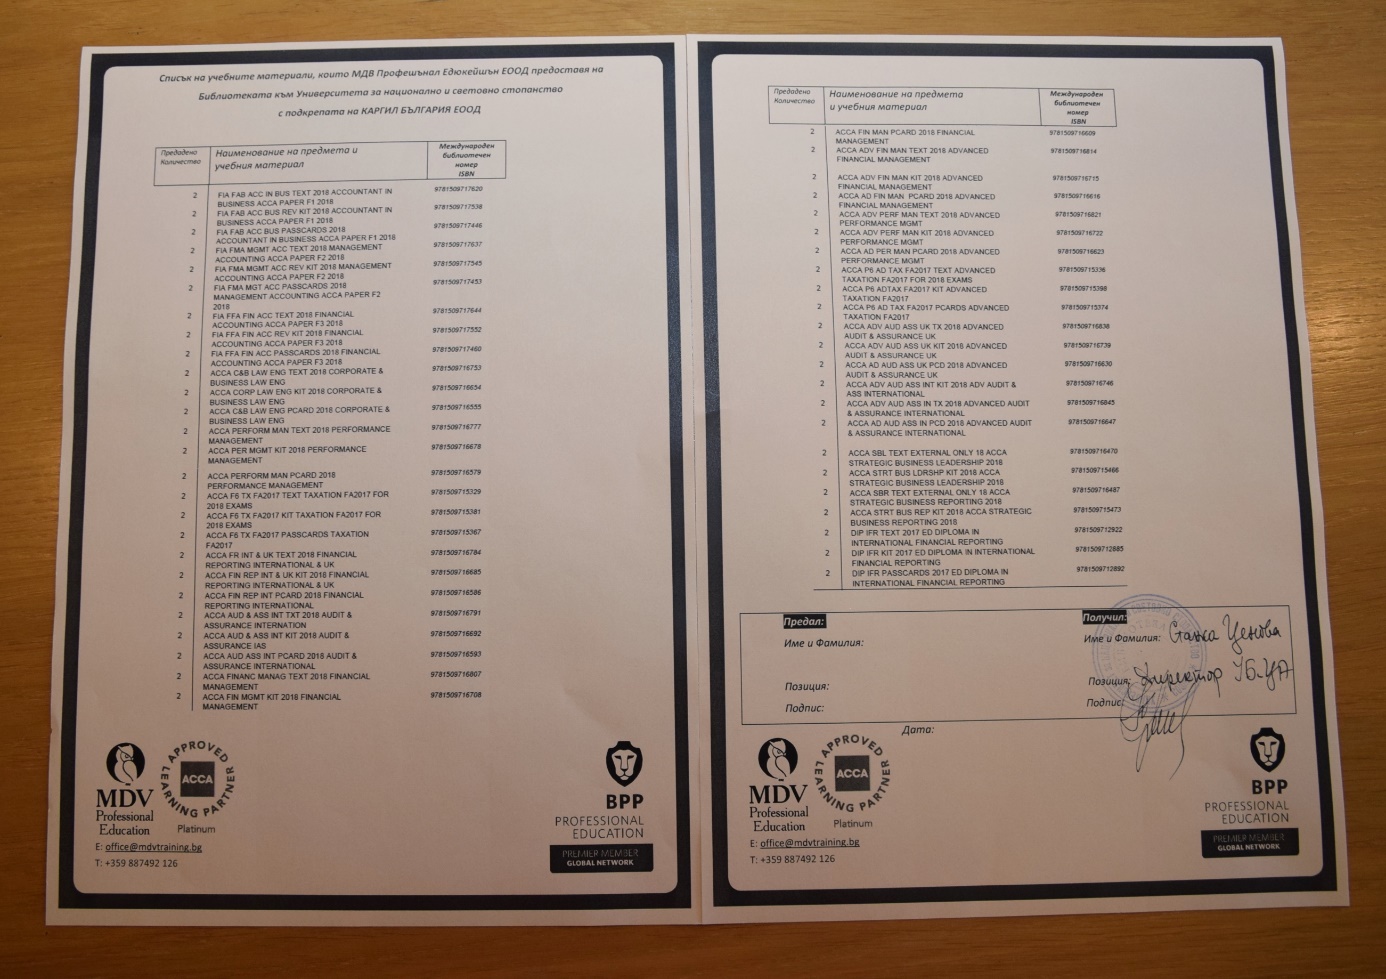 Списък на учебните материали, които МДВ Профешънал Едюкейшън ЕООД предоставя на
Библиотеката към Университета за национално и световно стопанство
с подкрепата на КАРГИЛ БЪЛГАРИЯ ЕООД
Предадено Количество
Наименование на предмета и учебния материал
Международен библиотечен номер ISBN
2 FIA FAB ACC IN BUS TEXT 2018 ACCOUNTANT IN 9781509717620
BUSINESS ACCA PAPER F1 2018
2 FIA FAB ACC BUS REV KIT 2018 ACCOUNTANT IN 9781509717538
BUSINESS ACCA PAPER F1 2018
2 FIA FAB ACC BUS PASSCARDS 2018 9781509717446
ACCOUNTANT IN BUSINESS ACCA PAPER F1 2018
2 FIA FMA MGMT ACC TEXT 2018 MANAGEMENT 9781509717637
ACCOUNTING ACCA PAPER F2 2018
2 FIA FMA MGMT ACC REV KIT 2018 MANAGEMENT 9781509717545
ACCOUNTING ACCA PAPER F2 2018
2 FIA FMA MGT ACC PASSCARDS 2018 9781509717453
MANAGEMENT ACCOUNTING ACCA PAPER F2
2018
2 FIA FFA FIN ACC TEXT 2018 FINANCIAL 9781509717644
ACCOUNTING ACCA PAPER F3 2018
2 FIA FFA FIN ACC REV KIT 2018 FINANCIAL 9781509717552
ACCOUNTING ACCA PAPER F3 2018
2 FIA FFA FIN ACC PASSCARDS 2018 FINANCIAL 9781509717460
ACCOUNTING ACCA PAPER F3 2018
2 ACCA C&B LAW ENG TEXT 2018 CORPORATE & 9781509716753
BUSINESS LAW ENG
2 ACCA CORP LAW ENG KIT 2018 CORPORATE & 9781509716654
BUSINESS LAW ENG
2 ACCA C&B LAW ENG PCARD 2018 CORPORATE & 9781509716555
BUSINESS LAW ENG
2 ACCA PERFORM MAN TEXT 2018 PERFORMANCE 9781509716777
MANAGEMENT
2 ACCA PER MGMT KIT 2018 PERFORMANCE 9781509716678
MANAGEMENT
2 ACCA PERFORM MAN PCARD 2018 9781509716579
PERFORMANCE MANAGEMENT
2 ACCA F6 TX FA2017 TEXT TAXATION FA2017 FOR 9781509715329
2018 EXAMS
2 ACCA F6 TX FA2017 KIT TAXATION FA2017 FOR 9781509715381
2018 EXAMS
2 ACCA F6 TX FA2017 PASSCARDS TAXATION 9781509715367
FA2017
2 ACCA FR INT & UK TEXT 2018 FINANCIAL 9781509716784
REPORTING INTERNATIONAL & UK
2 ACCA FIN REP INT & UK KIT 2018 FINANCIAL 9781509716685
REPORTING INTERNATIONAL & UK
2 ACCA FIN REP INT PCARD 2018 FINANCIAL 9781509716586
REPORTING INTERNATIONAL
2 ACCA AUD & ASS INT TXT 2018 AUDIT & 9781509716791
ASSURANCE INTERNATION
2 ACCA AUD & ASS INT KIT 2018 AUDIT & 9781509716692
ASSURANCE IAS
2 ACCA AUD ASS INT PCARD 2018 AUDIT & 9781509716593
ASSURANCE INTERNATIONAL
2 ACCA FINANC MANAG TEXT 2018 FINANCIAL 9781509716807
MANAGEMENT
2 ACCA FIN MGMT KIT 2018 FINANCIAL 9781509716708
MANAGEMENT
MDV
Professional
Education
APPROVED LEARNING PARTNER
ACCA
Platinum
E: office@mdvtraining.bg
T: +359 887492 126
BPP
PROFESSIONAL
EDUCATION
PREMIER MEMBER
GLOBAL NETWORK
Предадено Количество
Наименование на предмета и учебния материал
Международен библиотечен номер ISBN
2 ACCA FIN MAN PCARD 2018 FINANCIAL 9781509716609
MANAGEMENT
2 ACCA ADV FIN MAN TEXT 2018 ADVANCED 9781509716814
FINANCIAL MANAGEMENT
2 ACCA ADV FIN MAN KIT 2018 ADVANCED 9781509716715
FINANCIAL MANAGEMENT
2 ACCA AD FIN MAN PCARD 2018 ADVANCED 9781509716616
FINANCIAL MANAGEMENT
2 ACCA ADV PERF MAN TEXT 2018 ADVANCED 9781509716821
PERFORMANCE MGMT
2 ACCA ADV PERF MAN KIT 2018 ADVANCED 9781509716722
PERFORMANCE MGMT
2 ACCA AD PER MAN PCARD 2018 ADVANCED 9781509716623
PERFORMANCE MGMT
2 ACCA P6 AD TAX FA2017 TEXT ADVANCED 9781509715336
TAXATION FA2017 FOR 2018 EXAMS
2 ACCA P6 ADTAX FA2017 KIT ADVANCED 9781509715398
TAXATION FA2017
2 ACCA P6 AD TAX FA2017 PCARDS ADVANCED 9781509715374
TAXATION FA2017
2 ACCA ADV AUD ASS UK TX 2018 ADVANCED 9781509716838
AUDIT & ASSURANCE UK
2 ACCA ADV AUD ASS UK KIT 2018 ADVANCED 9781509716739
AUDIT & ASSURANCE UK
2 ACCA AD AUD ASS UK PCD 2018 ADVANCED 9781509716630
AUDIT & ASSURANCE UK
2 ACCA ADV AUD ASS INT KIT 2018 ADV AUDIT & 9781509716746
ASS INTERNATIONAL
2 ACCA ADV AUD ASS IN TX 2018 ADVANCED AUDIT 9781509716845
& ASSURANCE INTERNATIONAL
2 ACCA AD AUD ASS IN PCD 2018 ADVANCED AUDIT 9781509716647
& ASSURANCE INTERNATIONAL
2 ACCA SBL TEXT EXTERNAL ONLY 18 ACCA 9781509716470
STRATEGIC BUSINESS LEADERSHIP 2018
2 ACCA STRT BUS LDRSHP KIT 2018 ACCA 9781509715466
STRATEGIC BUSINESS LEADERSHIP 2018
2 ACCA SBR TEXT EXTERNAL ONLY 18 ACCA 9781509716487
STRATEGIC BUSINESS REPORTING 2018
2 ACCA STRT BUS REP KIT 2018 ACCA STRATEGIC 9781509715473
BUSINESS REPORTING 2018
2 DIP IFR TEXT 2017 ED DIPLOMA IN 9781509712922
INTERNATIONAL FINANCIAL REPORTING
2 DIP IFR KIT 2017 ED DIPLOMA IN INTERNATIONAL 9781509712885
FINANCIAL REPORTING
2 DIP IFR PASSCARDS 2017 ED DIPLOMA IN 9781509712892
INTERNATIONAL FINANCIAL REPORTING
Предал: Получил:
Име и Фамилия: Име и Фамилия: Станка Ценова
Позиция: Позиция: Директор УБ-ЦА
Подпис: Подпис:
Дата:
MDV
Professional
Education
APPROVED LEARNING PARTNER
ACCA
Platinum
E: office@mdvtraining.bg
T: +359 887492 126
BPP
PROFESSIONAL
EDUCATION
PREMIER MEMBER
GLOBAL NETWORK